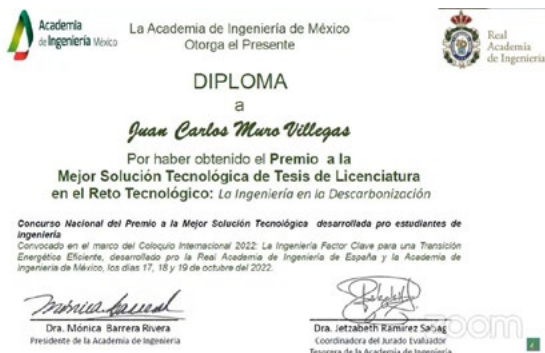 Academia
de Ingeniería México
La Academia de Ingeniería de México
Otorga el Presente
Real
Academia
de Ingeniería
DIPLOMA
a
Juan Carlos Muro Villegas
Por haber obtenido el Premio a la
Mejor Solución Tecnológica de Tesis de Licenciatura
en el Reto Tecnológico: La Ingeniería en la Descarbonización
Concurso Nacional del Premio a la Mejor Solución Tecnológica desarrollada pro estudiantes de
Ingeniería
Convocado en el marco del Coloquio Internacional 2022: La Ingeniería Factor Clave para una Transición
Energética Eficiente, desarrollado pro la Real Academia de Ingeniería de España y la Academia de
Ingeniería de México, los días 17, 18 y 19 de octubre del 2022.
Dra. Mónica Barrera Rivera
Presidente de la Academia de Ingeniería
Dra. Jetzabeth Ramírez Sabag
Coordinadora del Jurado Evaluador
Tesorera de la Academia de Ingeniería
zoom